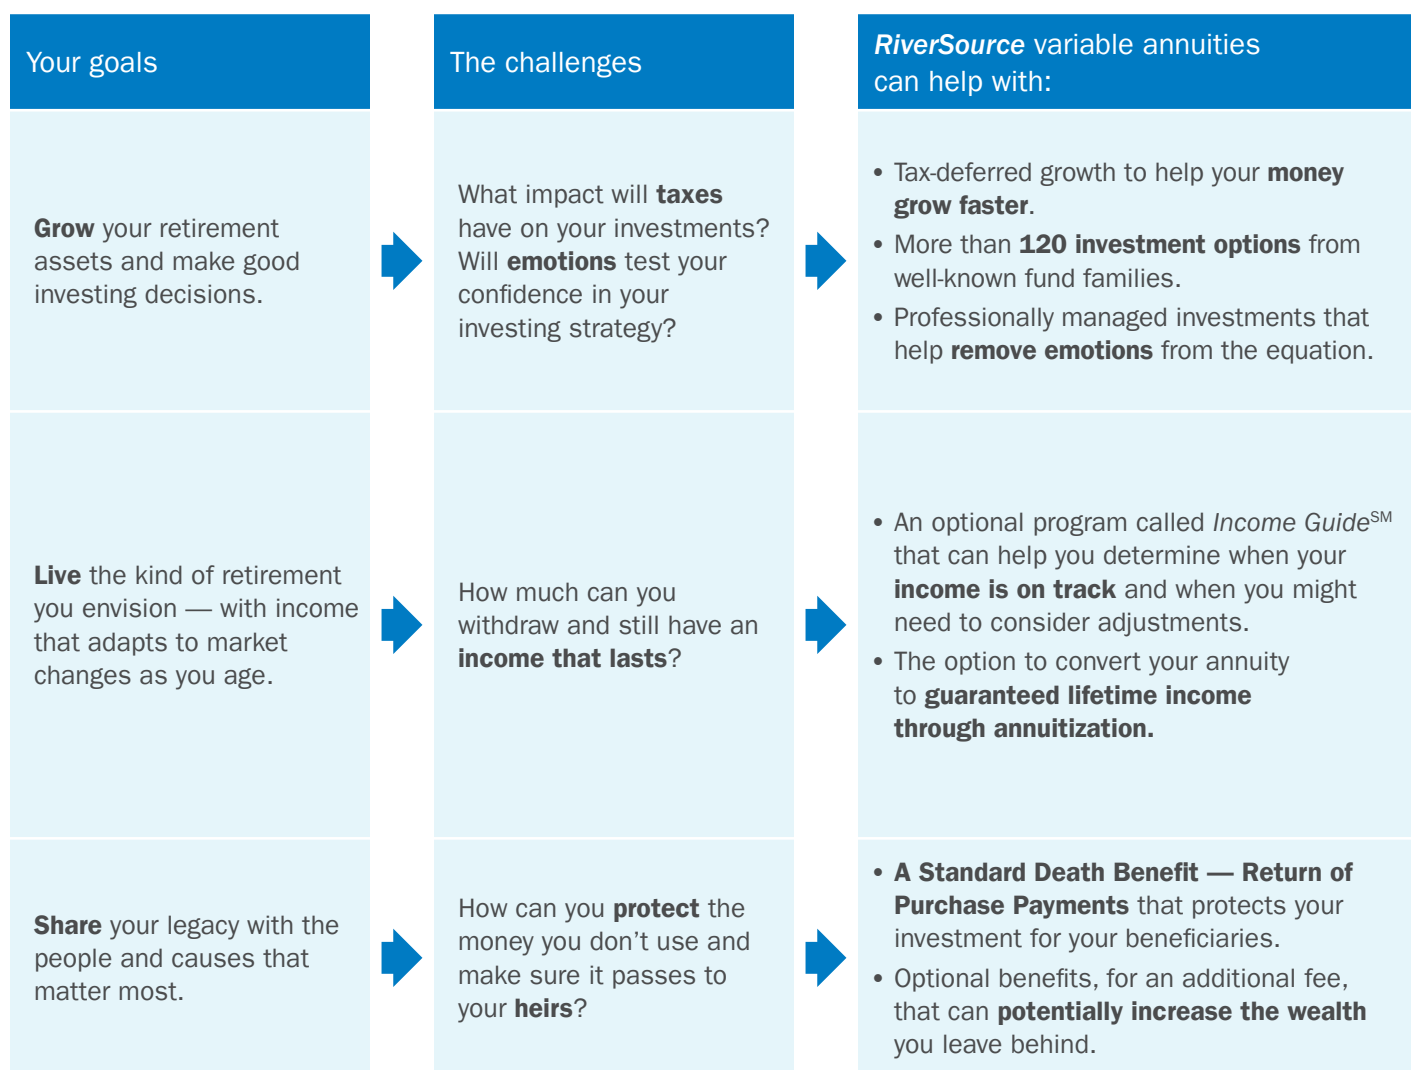 Your goals
The challenges
RiverSource variable annuities
can help with:
Grow your retirement
assets and make good
investing decisions.
What impact will taxes
have on your investments?
Will emotions test your
confidence in your
investing strategy?
• Tax-deferred growth to help your money
grow faster.
• More than 120 investment options from
well-known fund families.
• Professionally managed investments that
help remove emotions from the equation.
Live the kind of retirement
you envision — with income
that adapts to market
changes as you age.
How much can you
withdraw and still have an
income that lasts?
• An optional program called Income Guide℠
that can help you determine when your
income is on track and when you might
need to consider adjustments.
• The option to convert your annuity
to guaranteed lifetime income
through annuitization.
Share your legacy with the
people and causes that
matter most.
How can you protect the
money you don’t use and
make sure it passes to
your heirs?
• A Standard Death Benefit — Return of
Purchase Payments that protects your
investment for your beneficiaries.
• Optional benefits, for an additional fee,
that can potentially increase the wealth
you leave behind.